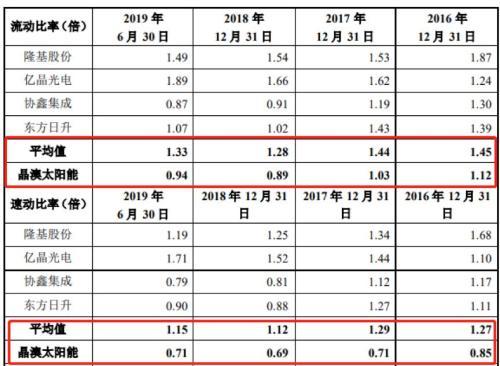 流动比率（倍） 2019 年 6 月 30 日 2018 年 12 月 31 日 2017 年 12 月 31 日 2016 年 12 月 31 日
隆基股份 1.49 1.54 1.53 1.87
亿晶光电 1.89 1.66 1.62 1.24
协鑫集成 0.87 0.91 1.19 1.30
东方日升 1.07 1.02 1.43 1.39
平均值 1.33 1.28 1.44 1.45
晶澳太阳能 0.94 0.89 1.03 1.12
速动比率（倍） 2019 年 6 月 30 日 2018 年 12 月 31 日 2017 年 12 月 31 日 2016 年 12 月 31 日
隆基股份 1.19 1.25 1.34 1.68
亿晶光电 1.71 1.52 1.44 1.10
协鑫集成 0.79 0.81 1.12 1.17
东方日升 0.90 0.88 1.27 1.11
平均值 1.15 1.12 1.29 1.27
晶澳太阳能 0.71 0.69 0.71 0.85